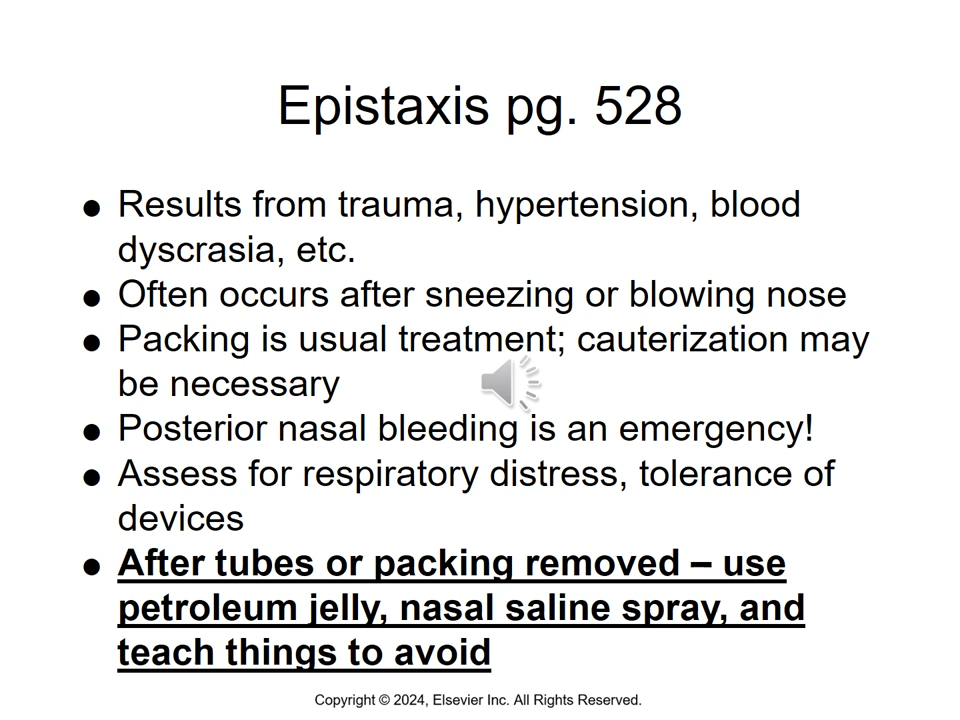 Epistaxis pg. 528
● Results from trauma, hypertension, blood
dyscrasia, etc.
● Often occurs after sneezing or blowing nose
● Packing is usual treatment; cauterization may
be necessary
● Posterior nasal bleeding is an emergency!
● Assess for respiratory distress, tolerance of
devices
● After tubes or packing removed – use
petroleum jelly, nasal saline spray, and
teach things to avoid
Copyright © 2024, Elsevier Inc. All Rights Reserved.